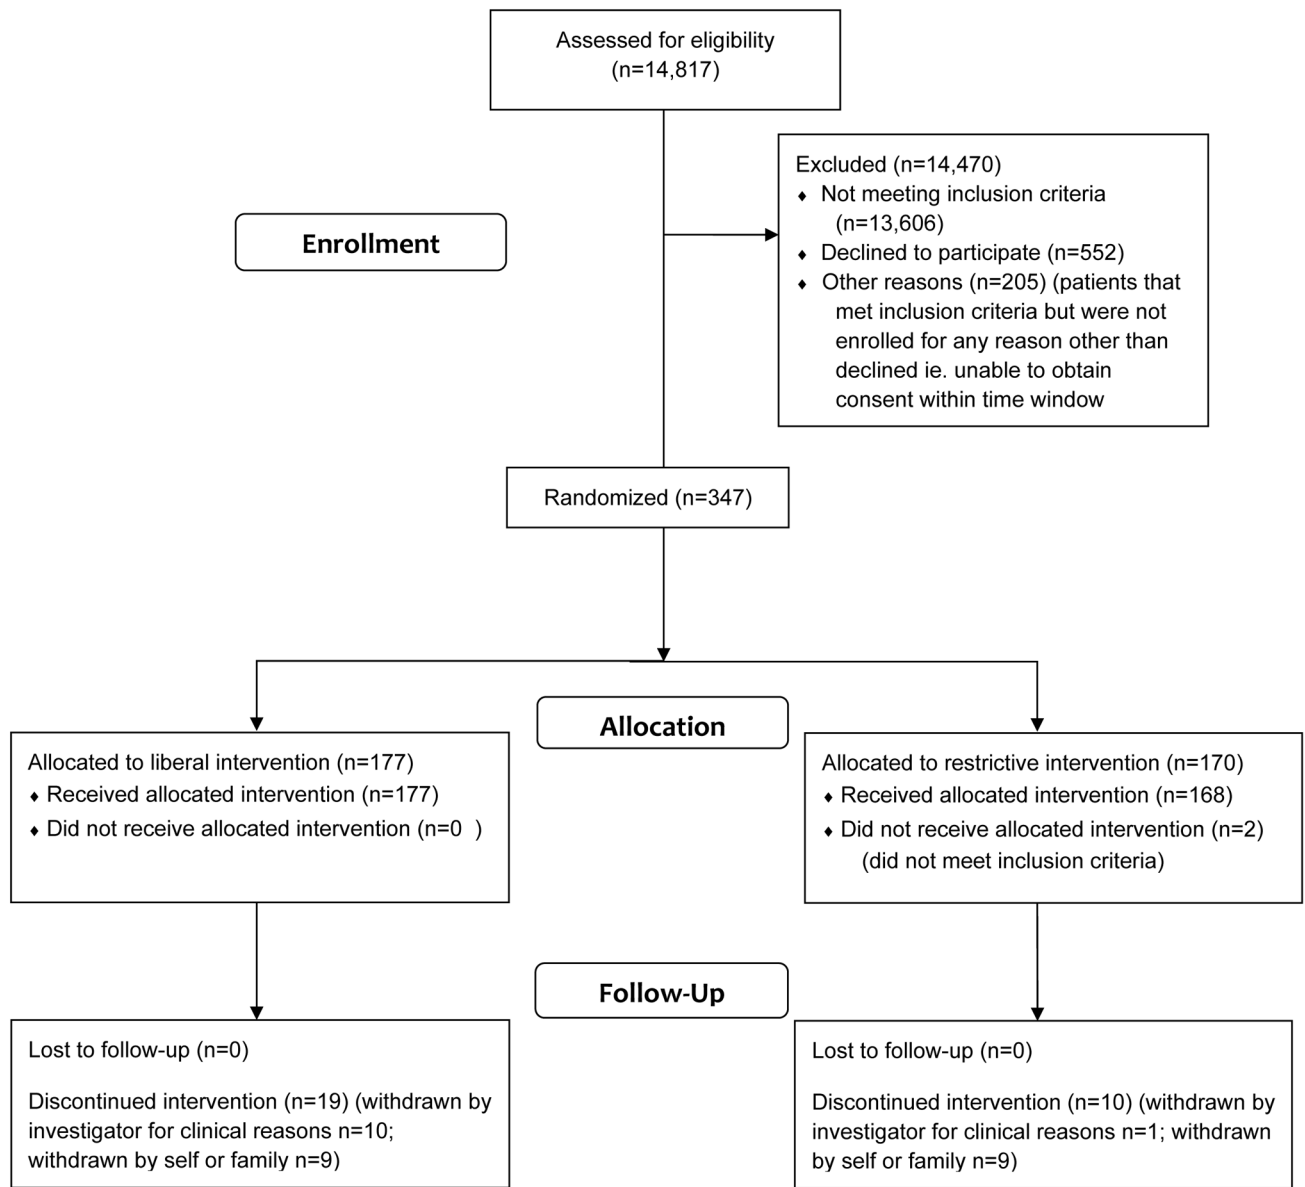 Assessed for eligibility
(n=14,817)
Excluded (n=14,470)
♦ Not meeting inclusion criteria
(n=13,606)
♦ Declined to participate (n=552)
♦ Other reasons (n=205) (patients that
met inclusion criteria but were not
enrolled for any reason other than
declined ie. unable to obtain
consent within time window
Enrollment
Randomized (n=347)
Allocation
Allocated to liberal intervention (n=177)
♦ Received allocated intervention (n=177)
♦ Did not receive allocated intervention (n=0  )
Allocated to restrictive intervention (n=170)
♦ Received allocated intervention (n=168)
♦ Did not receive allocated intervention (n=2)
(did not meet inclusion criteria)
Follow-Up
Lost to follow-up (n=0)
Discontinued intervention (n=19) (withdrawn by
investigator for clinical reasons n=10;
withdrawn by self or family n=9)
Lost to follow-up (n=0)
Discontinued intervention (n=10) (withdrawn by
investigator for clinical reasons n=1; withdrawn
by self or family n=9)